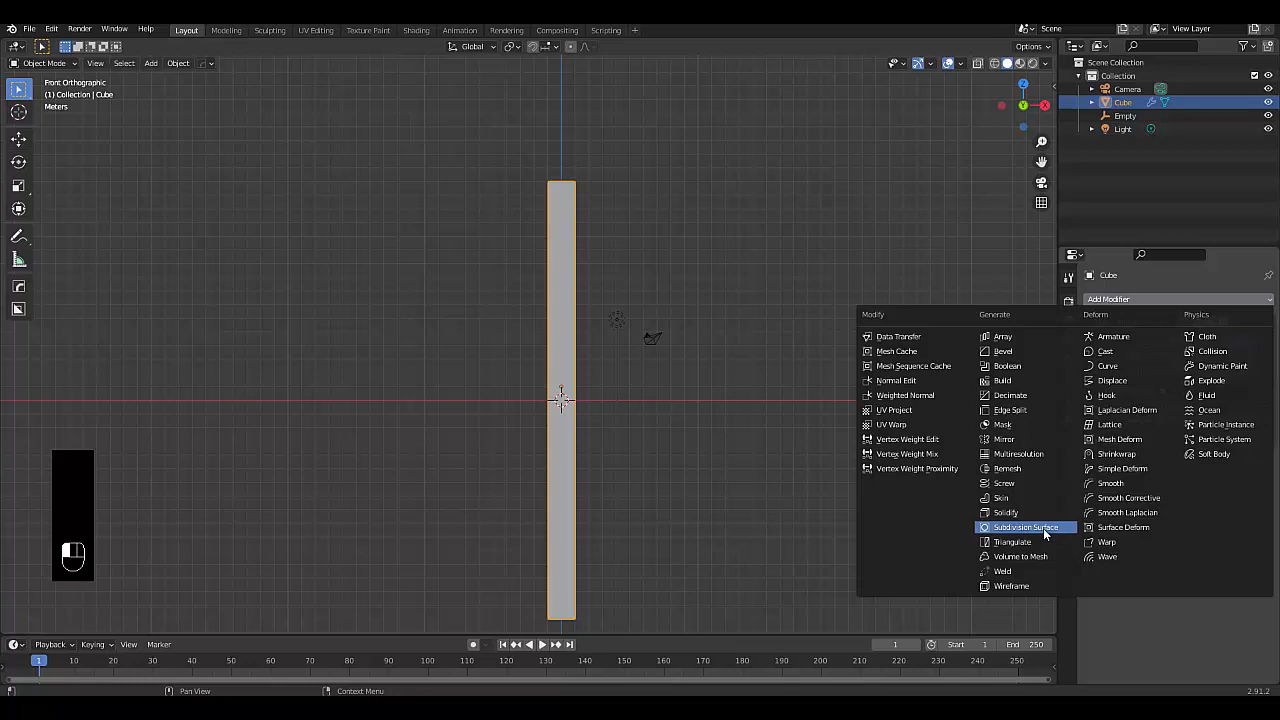 File Edit Render Window Help Layout Modeling Sculpting UV Editing Texture Paint Shading Animation Rendering Compositing Scripting Scene View Layer
Global Options
Object Mode View Select Add Object
Front Orthographic
(1) Collection | Cube
Meters
Z
Y
X
Scene Collection
Collection
Camera
Cube
Empty
Light
Cube
Add Modifier
Modify Generate Deform Physics
Data Transfer Array Armature Cloth
Mesh Cache Bevel Cast Collision
Mesh Sequence Cache Boolean Curve Dynamic Paint
Normal Edit Build Displace Explode
Weighted Normal Decimate Hook Fluid
UV Project Edge Split Laplacian Deform Ocean
UV Warp Mask Lattice Particle Instance
Vertex Weight Edit Mirror Mesh Deform Particle System
Vertex Weight Mix Multiresolution Shrinkwrap Soft Body
Vertex Weight Proximity Remesh Simple Deform
Screw Smooth
Skin Smooth Corrective
Solidify Smooth Laplacian
Subdivision Surface Surface Deform
Triangulate Warp
Volume to Mesh Wave
Weld
Wireframe
Playback Keying View Marker 1 Start 1 End 250
1 10 20 30 40 50 60 70 80 90 100 110 120 130 140 150 160 170 180 190 200 210 220 230 240 250
Pan View Context Menu 2.91.2